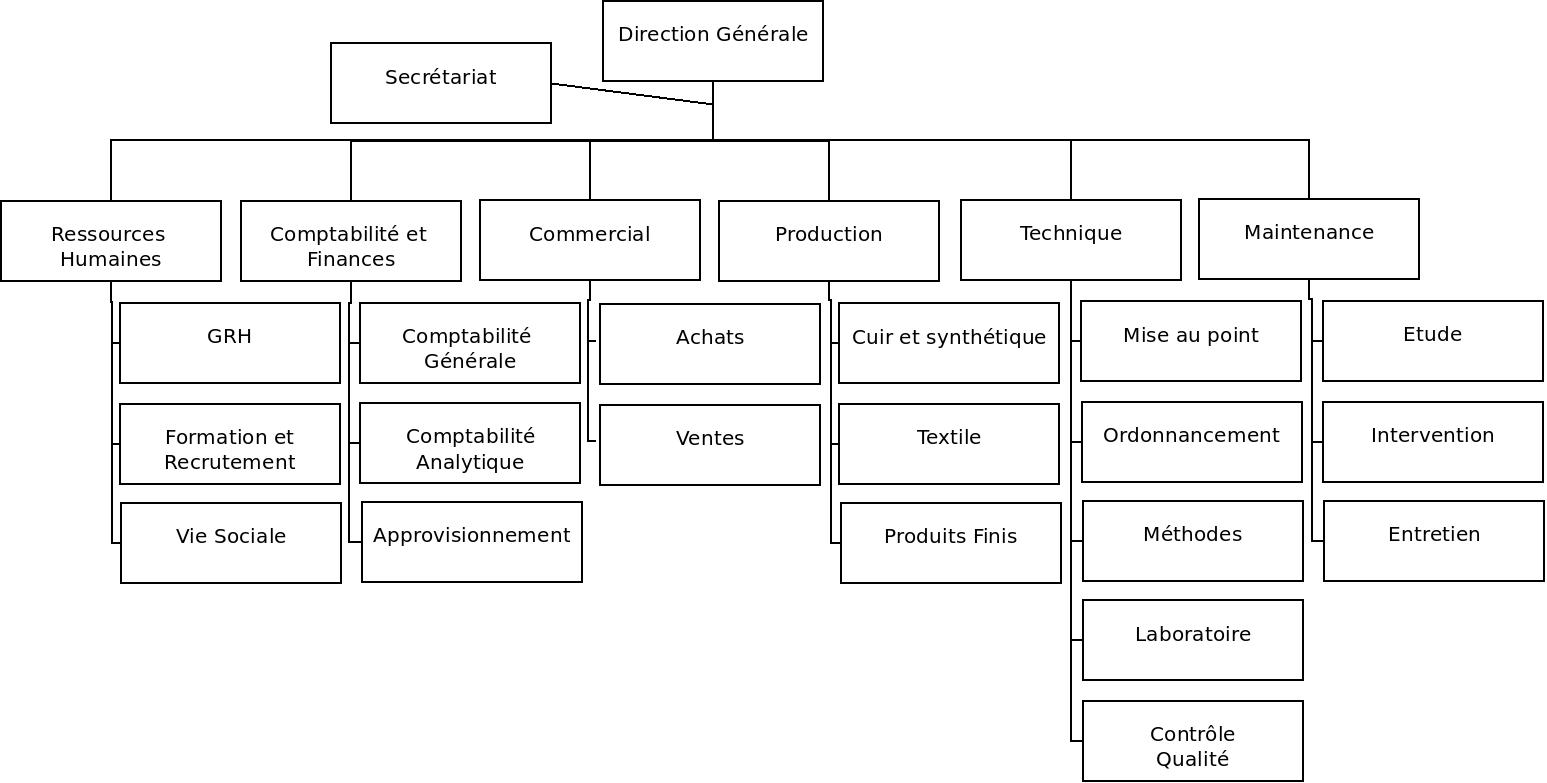 Direction Générale
Secrétariat
Ressources
Humaines
Comptabilité et
Finances
Commercial
Production
Technique
Maintenance
GRH
Formation et
Recrutement
Vie Sociale
Comptabilité
Générale
Comptabilité
Analytique
Approvisionnement
Achats
Ventes
Cuir et synthétique
Textile
Produits Finis
Mise au point
Ordonnancement
Méthodes
Laboratoire
Contrôle
Qualité
Etude
Intervention
Entretien